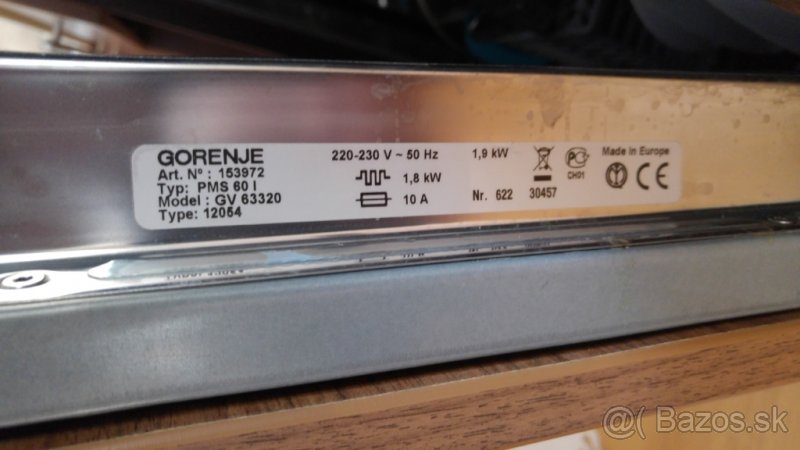 GORENJE
Art. Nº : 153972
Typ: PMS 60 I
Model : GV 63320
Type: 12054
220-230 V ~ 50 Hz
1,9 kW
1,8 kW
10 A
Nr. 622 30457
CH01
Made in Europe
CE
@( Bazos.sk